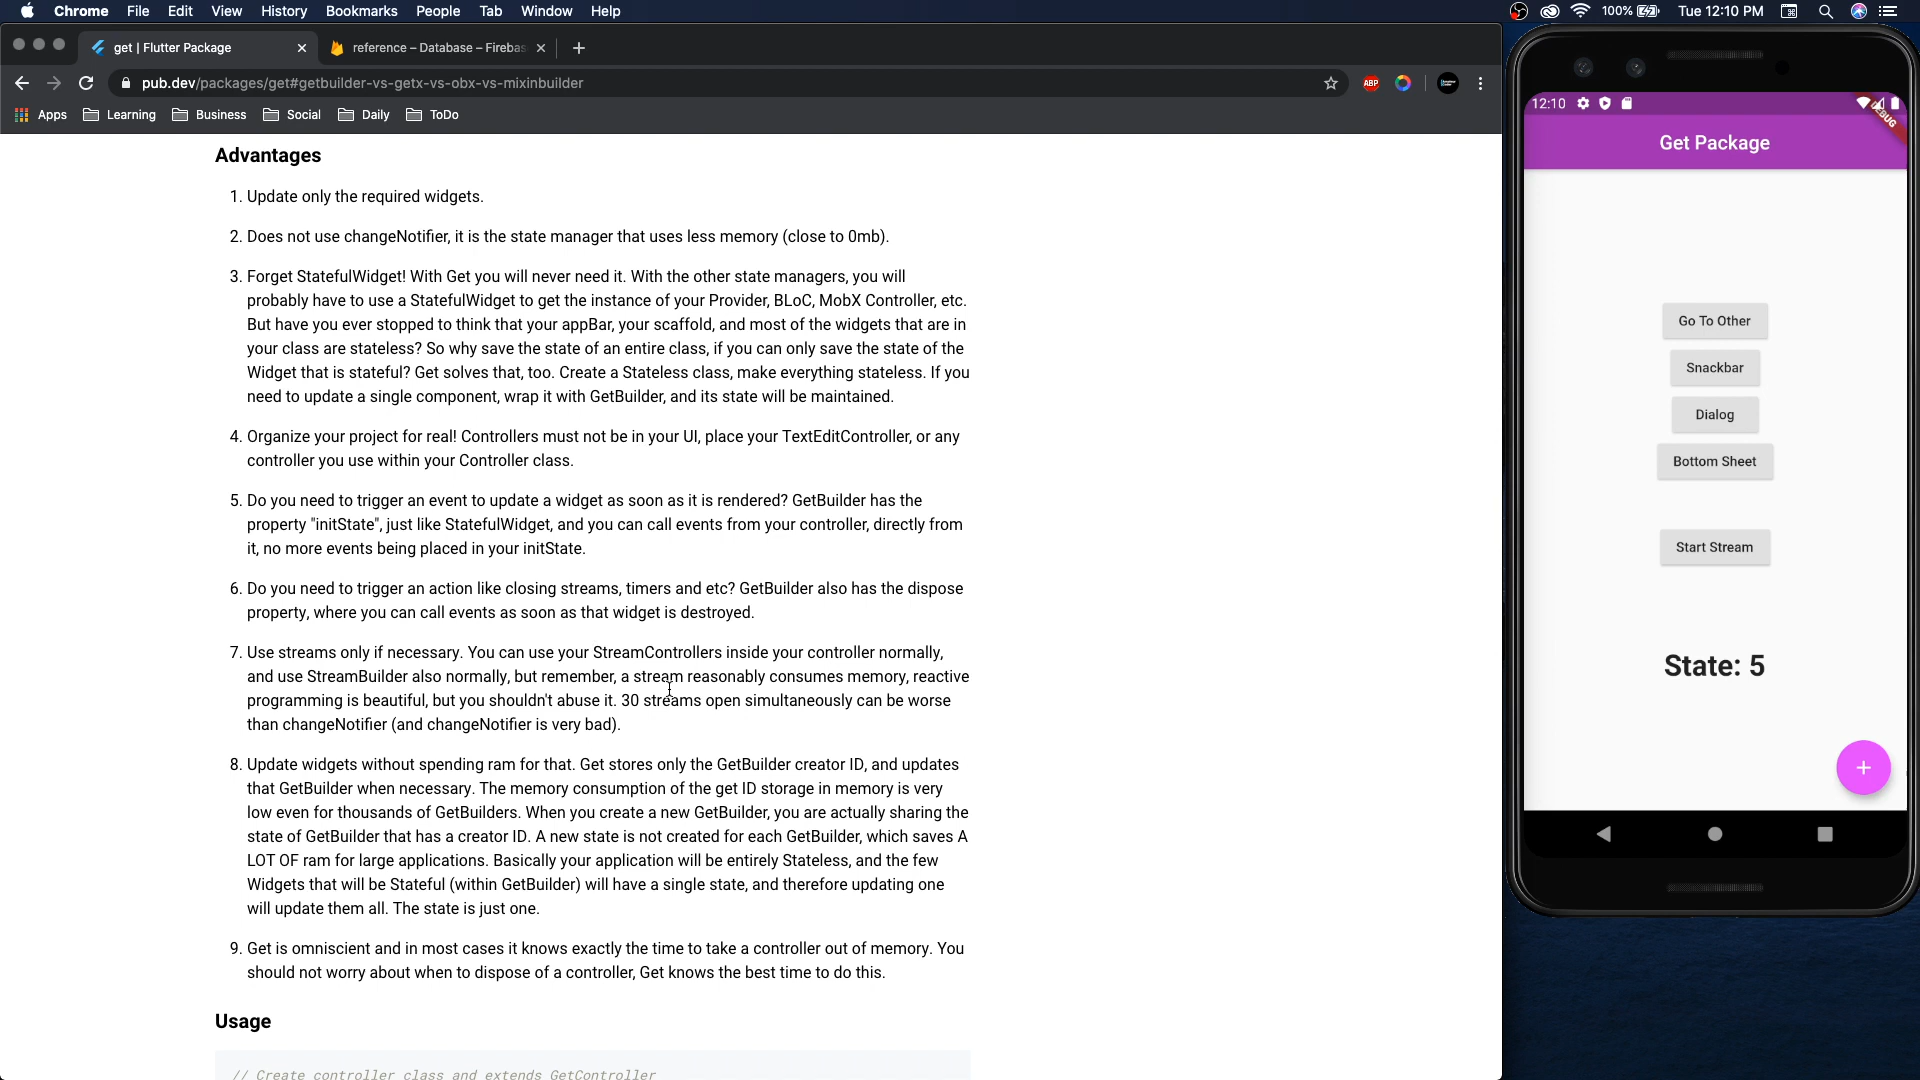 Chrome File Edit View History Bookmarks People Tab Window Help 100% Tue 12:10 PM
get | Flutter Package
reference – Database – Firebas
pub.dev/packages/get#getbuilder-vs-getx-vs-obx-vs-mixinbuilder
ABP
Apps Learning Business Social Daily ToDo
Advantages
1. Update only the required widgets.
2. Does not use changeNotifier, it is the state manager that uses less memory (close to 0mb).
3. Forget StatefulWidget! With Get you will never need it. With the other state managers, you will
probably have to use a StatefulWidget to get the instance of your Provider, BLoC, MobX Controller, etc.
But have you ever stopped to think that your appBar, your scaffold, and most of the widgets that are in
your class are stateless? So why save the state of an entire class, if you can only save the state of the
Widget that is stateful? Get solves that, too. Create a Stateless class, make everything stateless. If you
need to update a single component, wrap it with GetBuilder, and its state will be maintained.
4. Organize your project for real! Controllers must not be in your UI, place your TextEditController, or any
controller you use within your Controller class.
5. Do you need to trigger an event to update a widget as soon as it is rendered? GetBuilder has the
property "initState", just like StatefulWidget, and you can call events from your controller, directly from
it, no more events being placed in your initState.
6. Do you need to trigger an action like closing streams, timers and etc? GetBuilder also has the dispose
property, where you can call events as soon as that widget is destroyed.
7. Use streams only if necessary. You can use your StreamControllers inside your controller normally,
and use StreamBuilder also normally, but remember, a stream reasonably consumes memory, reactive
programming is beautiful, but you shouldn't abuse it. 30 streams open simultaneously can be worse
than changeNotifier (and changeNotifier is very bad).
8. Update widgets without spending ram for that. Get stores only the GetBuilder creator ID, and updates
that GetBuilder when necessary. The memory consumption of the get ID storage in memory is very
low even for thousands of GetBuilders. When you create a new GetBuilder, you are actually sharing the
state of GetBuilder that has a creator ID. A new state is not created for each GetBuilder, which saves A
LOT OF ram for large applications. Basically your application will be entirely Stateless, and the few
Widgets that will be Stateful (within GetBuilder) will have a single state, and therefore updating one
will update them all. The state is just one.
9. Get is omniscient and in most cases it knows exactly the time to take a controller out of memory. You
should not worry about when to dispose of a controller, Get knows the best time to do this.
Usage
// Create controller class and extends GetController
12:10
Get Package
Go To Other
Snackbar
Dialog
Bottom Sheet
Start Stream
State: 5
+